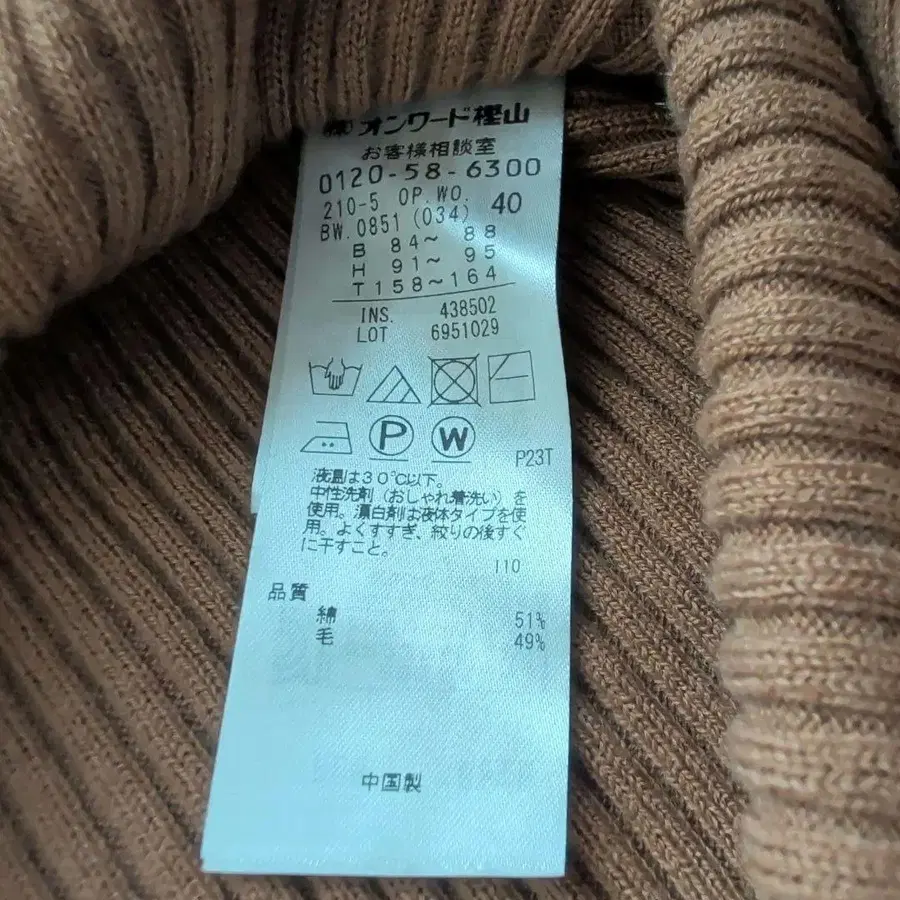 ㈱オンワード樫山
お客様相談室
0120-58-6300
210-5 OP.WO. 40
BW.0851 (034)
B 84～ 88
H 91～ 95
T 158～164
INS. 438502
LOT 6951029
P W
P23T
液温は30℃以下。
中性洗剤（おしゃれ着洗い）を
使用。漂白剤は液体タイプを使
用。よくすすぎ、絞りの後すぐ
に干すこと。
110
品質
綿 51%
毛 49%
中国製